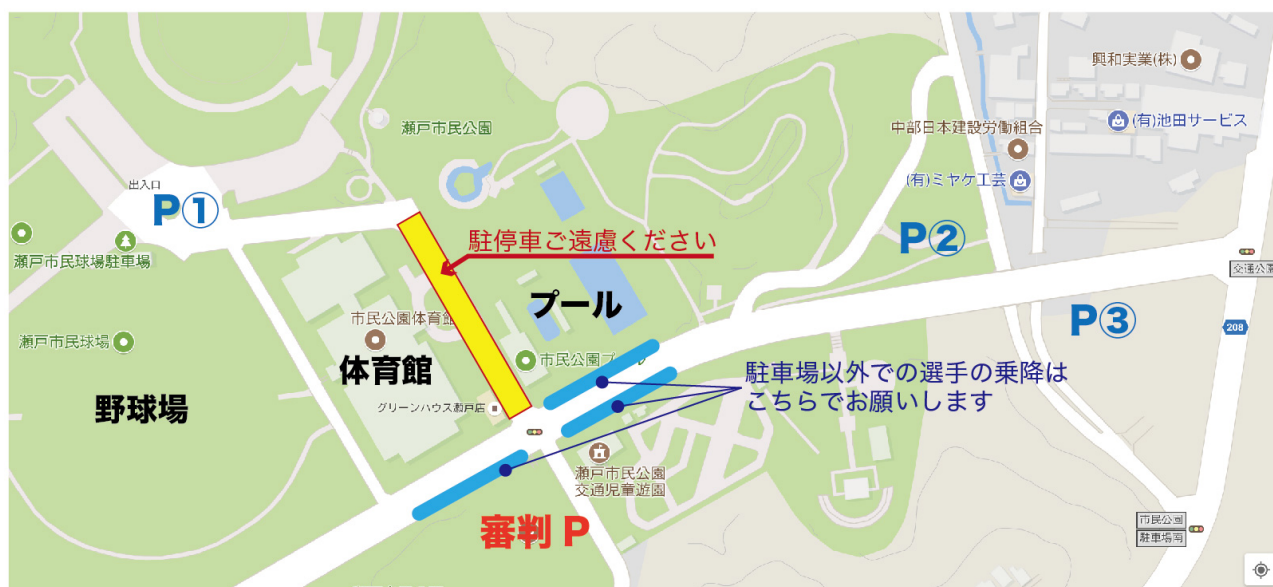 興和実業(株)
(有)池田サービス
瀬戸市民公園
中部日本建設労働組合
(有)ミヤケ工芸
出入口
P①
P②
駐停車ご遠慮ください
瀬戸市民球場駐車場
交通公園
プール
P③
208
市民公園体育館
瀬戸市民球場
市民公園プール
体育館
駐車場以外での選手の乗降は
こちらでお願いします
野球場
グリーンハウス瀬戸店
瀬戸市民公園
交通児童遊園
審判 P
市民公園
駐車場南